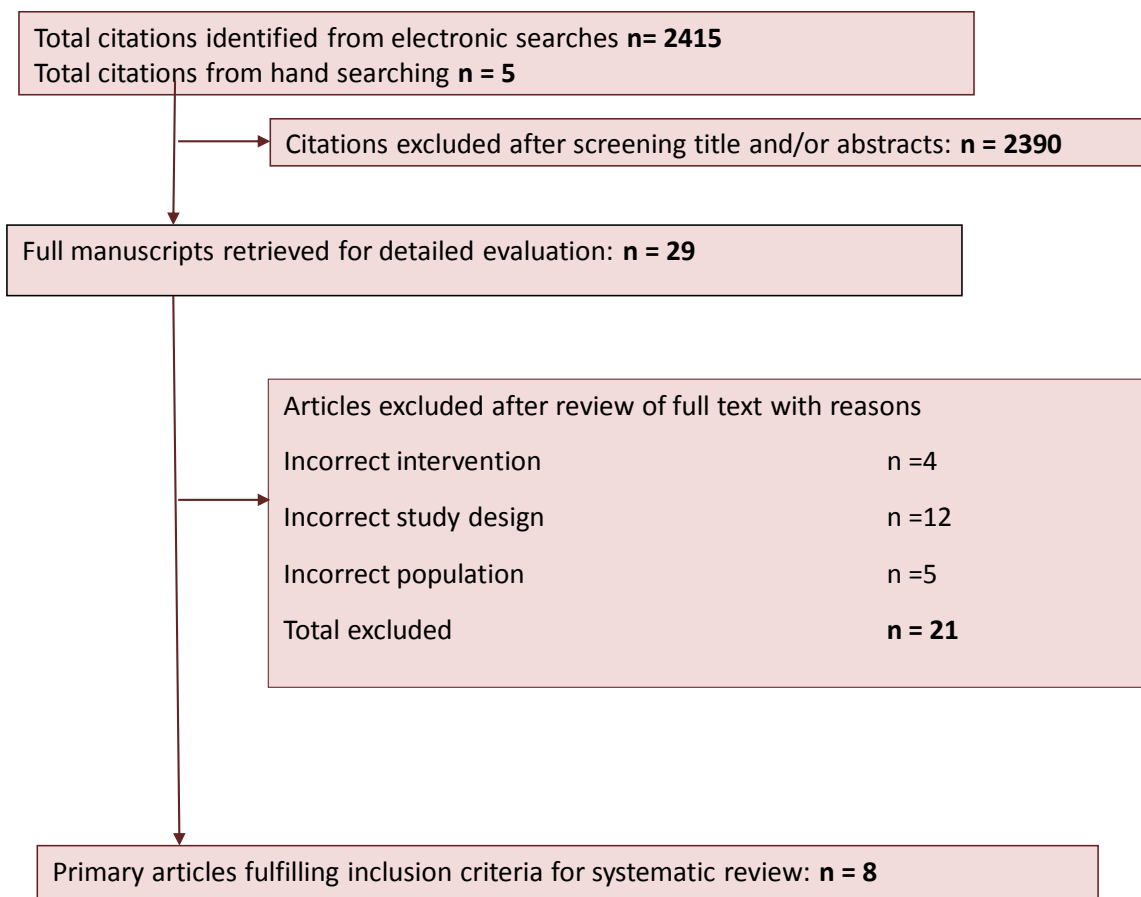 Total citations identified from electronic searches n= 2415
Total citations from hand searching n = 5
Citations excluded after screening title and/or abstracts: n = 2390
Full manuscripts retrieved for detailed evaluation: n = 29
Articles excluded after review of full text with reasons
Incorrect intervention n =4
Incorrect study design n =12
Incorrect population n =5
Total excluded n = 21
Primary articles fulfilling inclusion criteria for systematic review: n = 8